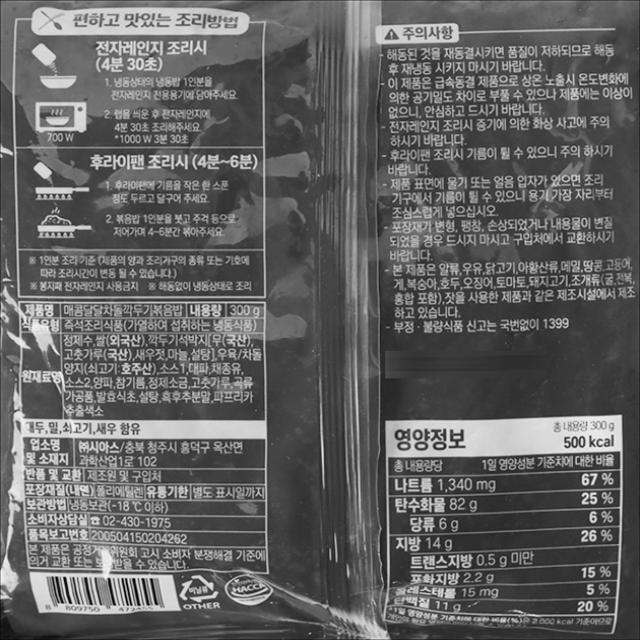 편하고 맛있는 조리방법
전자레인지 조리시
(4분 30초)
1. 냉동상태의 냉동밥 1인분을
전자레인지 전용용기에 담아주세요.
2. 랩을 씌운 후 전자레인지에
4분 30초 조리해주세요.
*1000 W 3분 30초
700 W
후라이팬 조리시 (4분~6분)
1. 후라이팬에 기름을 작은 한 스푼
정도 두르고 달구어 주세요.
2. 볶음밥 1인분을 붓고 주걱 등으로
저어가며 4~6분간 볶아주세요.
※ 1인분 조리 기준 (제품의 양과 조리기구의 종류 또는 기호에
따라 조리시간이 변동 될 수 있습니다.)
※ 봉지째 전자레인지 사용금지 ※ 해동없이 냉동상태로 조리
제품명 매콤달달차돌깍두기볶음밥 내용량 300 g
식품유형 즉석조리식품(가열하여 섭취하는 냉동식품)
원재료명 정제수,쌀(외국산),깍두기석박지[무(국산),
고춧가루(국산),새우젓,마늘,설탕],우육/차돌
양지(쇠고기:호주산),소스1,대파,채종유,
소스2,양파,참기름,정제소금,고춧가루,곡류
가공품,발효식초,설탕,흑후추분말,파프리카
추출색소
대두,밀,쇠고기,새우 함유
업소명 및 소재지 ㈜시아스/충북 청주시 흥덕구 옥산면
과학산업1로 102
반품 및 교환 제조원 및 구입처
포장재질(내면) 폴리에틸렌 유통기한 별도 표시일까지
보관방법 냉동보관(-18 ℃ 이하)
소비자상담실 ☎ 02-430-1975
품목보고번호 200504150204262
본 제품은 공정거래위원회 고시 소비자 분쟁해결 기준에
의거 교환 또는 보상받을 수 있습니다.
8 809750 472455
비닐류
OTHER
HACCP
주의사항
- 해동된 것을 재동결시키면 품질이 저하되므로 해동
후 재냉동 시키지 마시기 바랍니다.
- 이 제품은 급속동결 제품으로 상온 노출시 온도변화에
의한 공기밀도 차이로 부풀 수 있으나 제품에는 이상이
없으니, 안심하고 드시기 바랍니다.
- 전자레인지 조리시 증기에 의한 화상 사고에 주의
하시기 바랍니다.
- 후라이팬 조리시 기름이 튈 수 있으니 주의 하시기
바랍니다.
- 제품 표면에 물기 또는 얼음 입자가 있으면 조리
기구에서 기름이 튈 수 있으니 용기 가장 자리부터
조심스럽게 넣으십시오.
- 포장재가 변형, 팽창, 손상되었거나 내용물이 변질
되었을 경우 드시지 마시고 구입처에서 교환하시기
바랍니다.
- 본 제품은 알류,우유,닭고기,아황산류,메밀,땅콩,고등어,
게,복숭아,호두,오징어,토마토,돼지고기,조개류(굴,전복,
홍합 포함),잣을 사용한 제품과 같은 제조시설에서 제조
하고 있습니다.
- 부정·불량식품 신고는 국번없이 1399
영양정보 총 내용량 300 g
500 kcal
총 내용량당 1일 영양성분 기준치에 대한 비율
나트륨 1,340 mg 67 %
탄수화물 82 g 25 %
당류 6 g 6 %
지방 14 g 26 %
트랜스지방 0.5 g 미만
포화지방 2.2 g 15 %
콜레스테롤 15 mg 5 %
단백질 11 g 20 %
1일 영양성분 기준치에 대한 비율(%)은 2,000 kcal 기준이므로